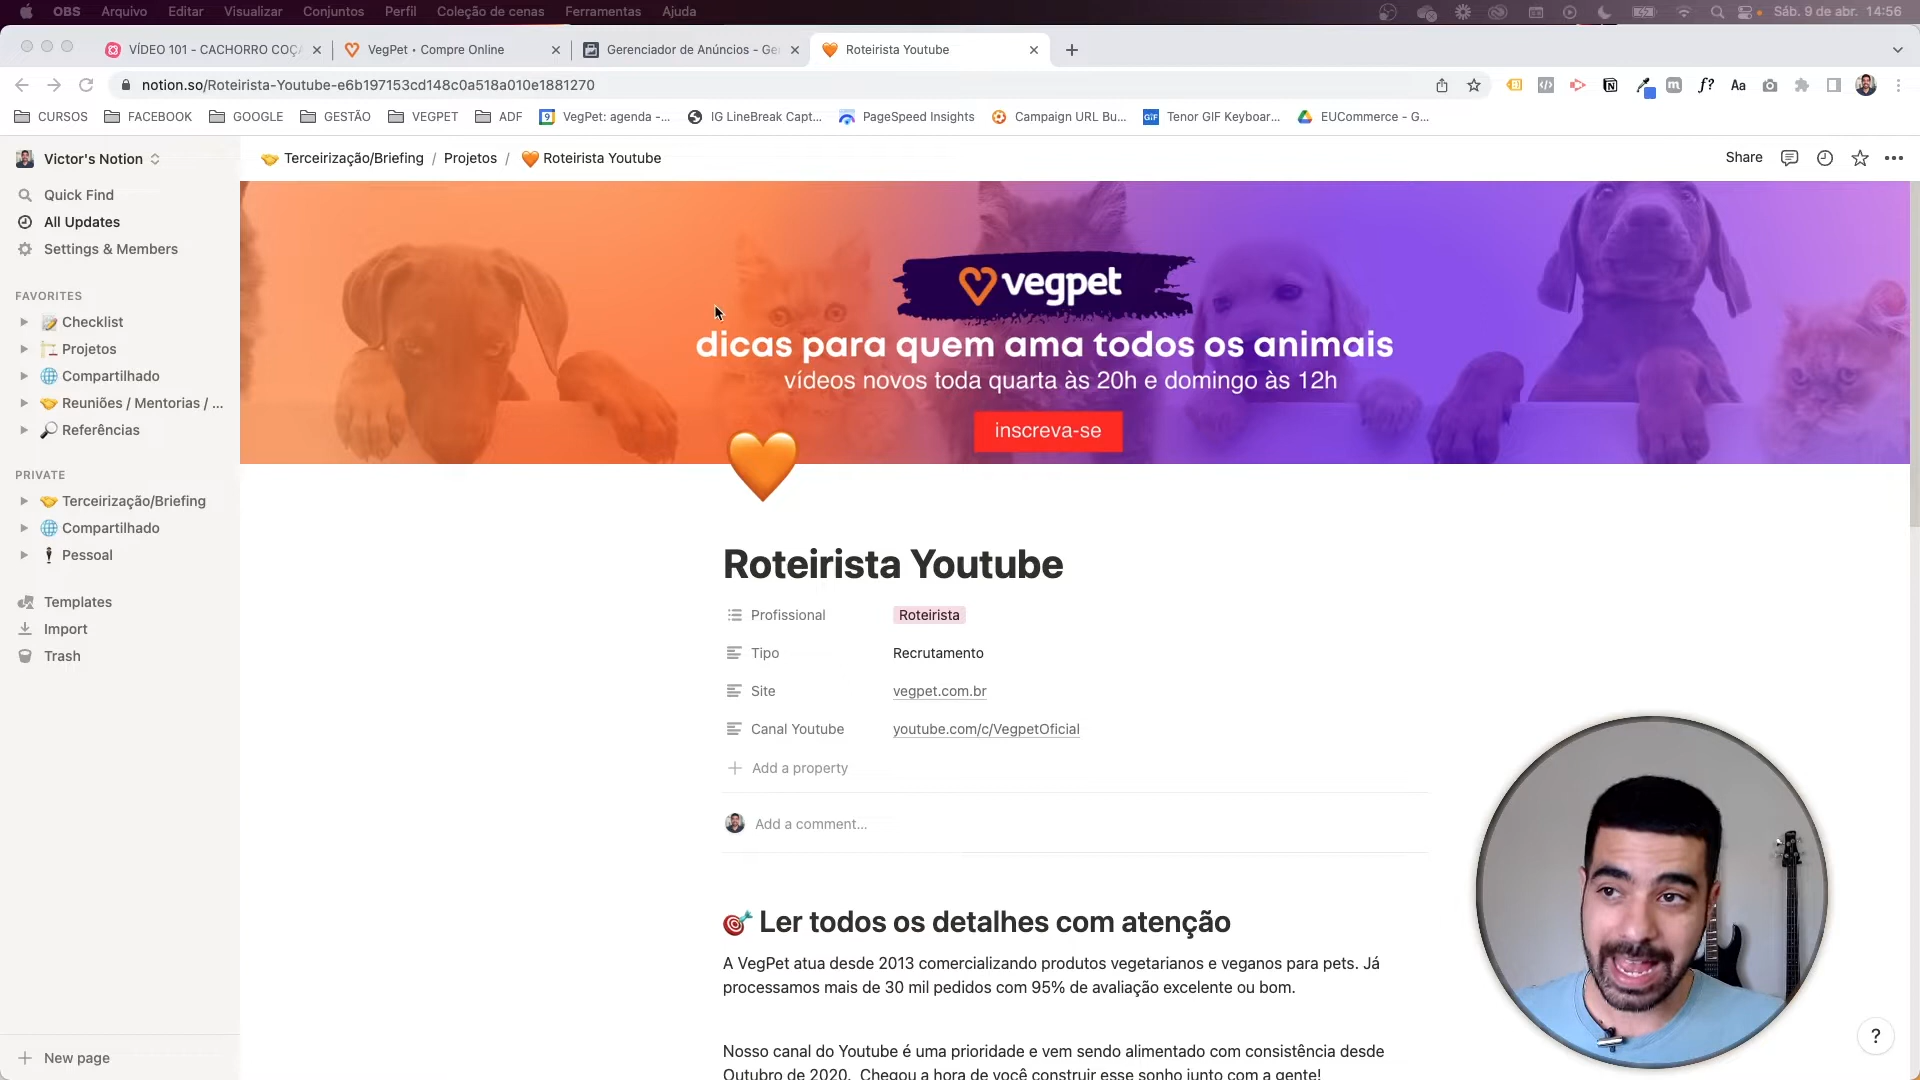 OBS Arquivo Editar Visualizar Conjuntos Perfil Coleção de cenas Ferramentas Ajuda Sáb. 9 de abr. 14:56
VÍDEO 101 - CACHORRO COÇA VegPet • Compre Online Gerenciador de Anúncios - Ge Roteirista Youtube
notion.so/Roteirista-Youtube-e6b197153cd148c0a518a010e1881270
CURSOS FACEBOOK GOOGLE GESTÃO VEGPET ADF VegPet: agenda -... IG LineBreak Capt... PageSpeed Insights Campaign URL Bu... GIF Tenor GIF Keyboar... EUCommerce - G...
Victor's Notion
Terceirização/Briefing / Projetos / Roteirista Youtube
Share
Quick Find
All Updates
Settings & Members
FAVORITES
Checklist
Projetos
Compartilhado
Reuniões / Mentorias / ...
Referências
PRIVATE
Terceirização/Briefing
Compartilhado
Pessoal
Templates
Import
Trash
New page
vegpet
dicas para quem ama todos os animais
vídeos novos toda quarta às 20h e domingo às 12h
inscreva-se
Roteirista Youtube
Profissional Roteirista
Tipo Recrutamento
Site vegpet.com.br
Canal Youtube youtube.com/c/VegpetOficial
Add a property
Add a comment...
Ler todos os detalhes com atenção
A VegPet atua desde 2013 comercializando produtos vegetarianos e veganos para pets. Já
processamos mais de 30 mil pedidos com 95% de avaliação excelente ou bom.
Nosso canal do Youtube é uma prioridade e vem sendo alimentado com consistência desde
Outubro de 2020. Chegou a hora de você construir esse sonho junto com a gente!
?